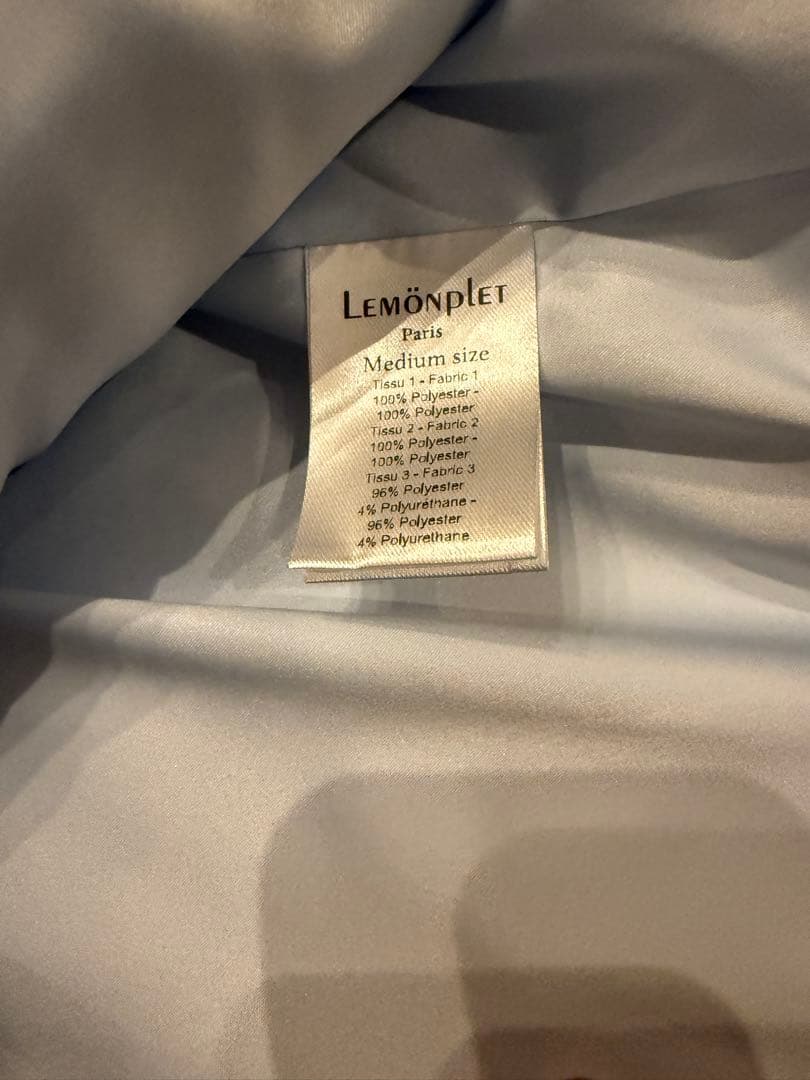 LEMÖNPLET
Paris
Medium size
Tissu 1 - Fabric 1
100% Polyester -
100% Polyester
Tissu 2 - Fabric 2
100% Polyester -
100% Polyester
Tissu 3 - Fabric 3
96% Polyester
4% Polyuréthane -
96% Polyester
4% Polyurethane